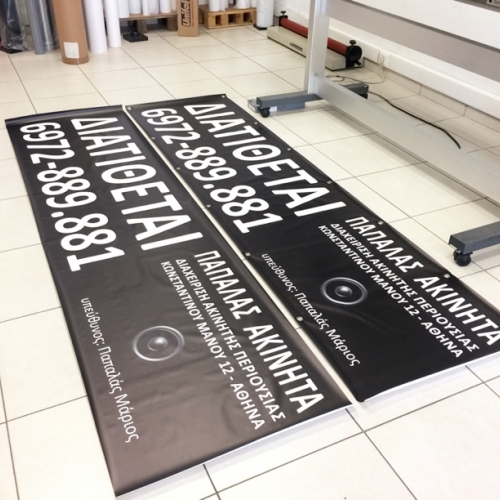 ΔΙΑΤΙΘΕΤΑΙ
6972-889.881
ΠΑΠΑΛΑΣ ΑΚΙΝΗΤΑ
ΔΙΑΧΕΙΡΙΣΗ ΑΚΙΝΗΤΗΣ ΠΕΡΙΟΥΣΙΑΣ
ΚΩΝΣΤΑΝΤΙΝΟΥ ΜΑΝΟΥ 12 - ΑΘΗΝΑ
υπεύθυνος: Παπαλάς Μάριος
ΔΙΑΤΙΘΕΤΑΙ
6972-889.881
ΠΑΠΑΛΑΣ ΑΚΙΝΗΤΑ
ΔΙΑΧΕΙΡΙΣΗ ΑΚΙΝΗΤΗΣ ΠΕΡΙΟΥΣΙΑΣ
ΚΩΝΣΤΑΝΤΙΝΟΥ ΜΑΝΟΥ 12 - ΑΘΗΝΑ
υπεύθυνος: Παπαλάς Μάριος